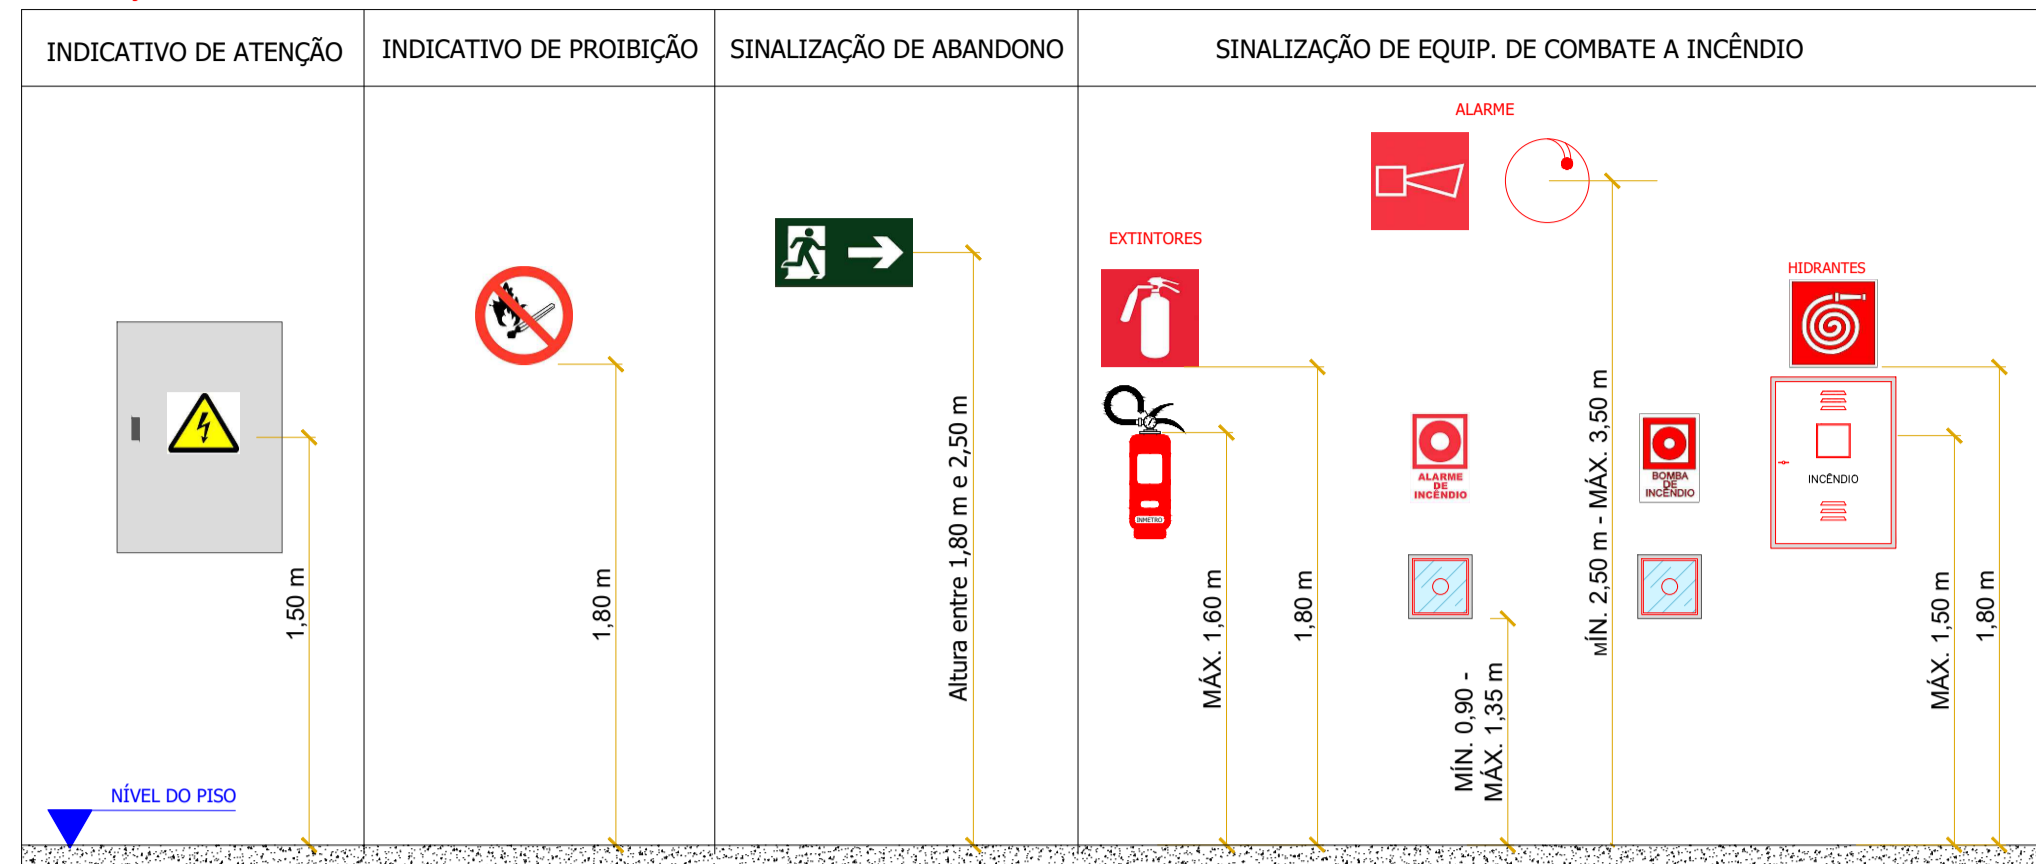 INDICATIVO DE ATENÇÃO
INDICATIVO DE PROIBIÇÃO
SINALIZAÇÃO DE ABANDONO
SINALIZAÇÃO DE EQUIP. DE COMBATE A INCÊNDIO
NÍVEL DO PISO
1,50 m
1,80 m
Altura entre 1,80 m e 2,50 m
EXTINTORES
INMETRO
MÁX. 1,60 m
1,80 m
ALARME
ALARME
DE
INCÊNDIO
MÍN. 0,90 -
MÁX. 1,35 m
MÍN. 2,50 m - MÁX. 3,50 m
BOMBA
DE
INCÊNDIO
HIDRANTES
INCÊNDIO
MÁX. 1,50 m
1,80 m